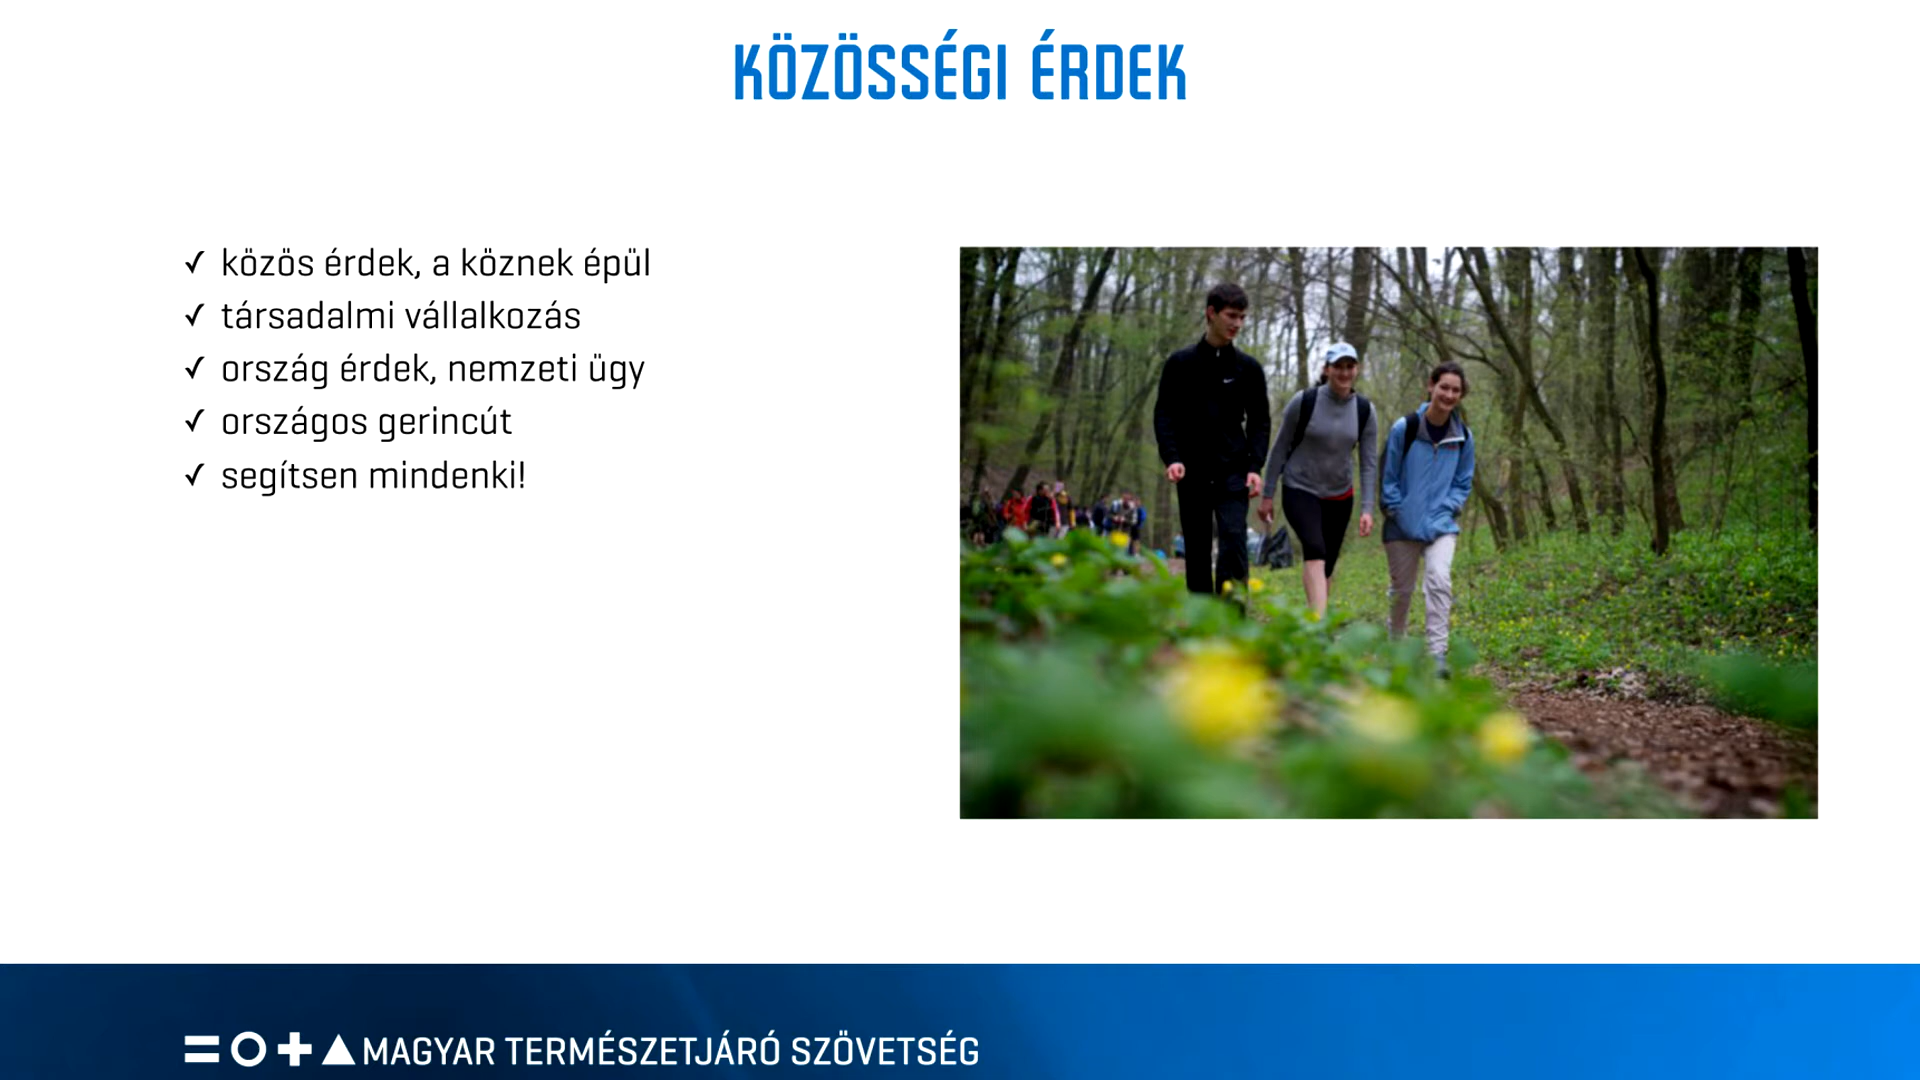 KÖZÖSSÉGI ÉRDEK
✓ közös érdek, a köznek épül
✓ társadalmi vállalkozás
✓ ország érdek, nemzeti ügy
✓ országos gerincút
✓ segítsen mindenki!
MAGYAR TERMÉSZETJÁRÓ SZÖVETSÉG